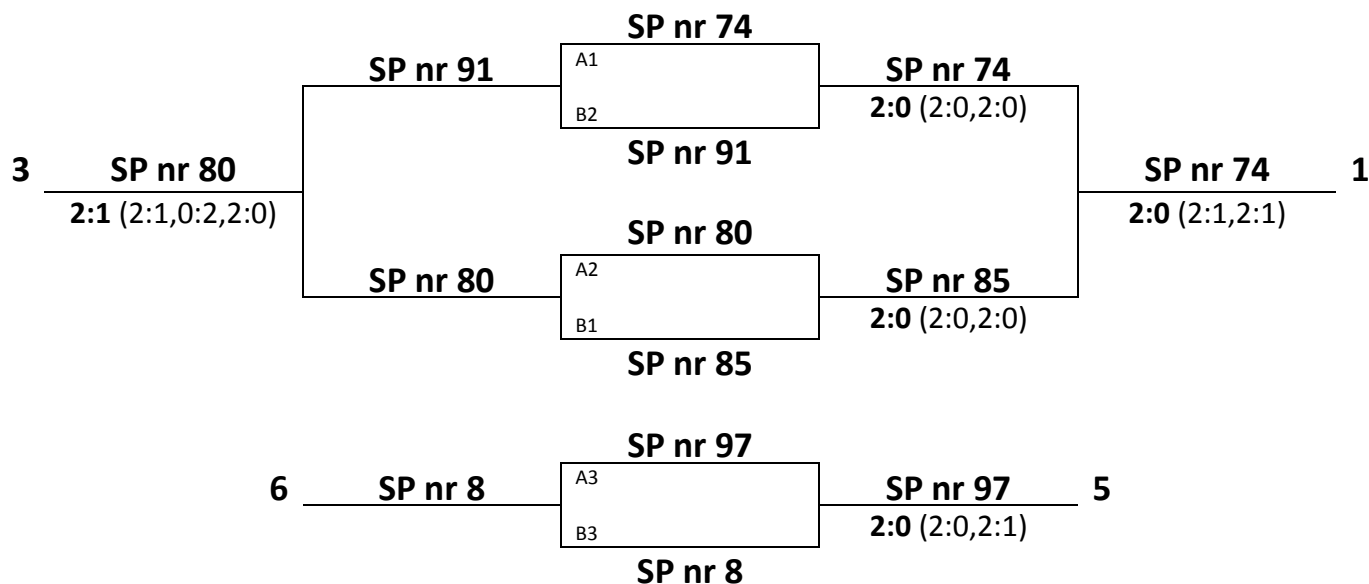 SP nr 74
SP nr 91
A1
SP nr 74
B2
2:0 (2:0,2:0)
SP nr 91
3
SP nr 80
SP nr 74
1
2:1 (2:1,0:2,2:0)
2:0 (2:1,2:1)
SP nr 80
SP nr 80
A2
SP nr 85
B1
2:0 (2:0,2:0)
SP nr 85
SP nr 97
6
SP nr 8
A3
SP nr 97
5
B3
2:0 (2:0,2:1)
SP nr 8